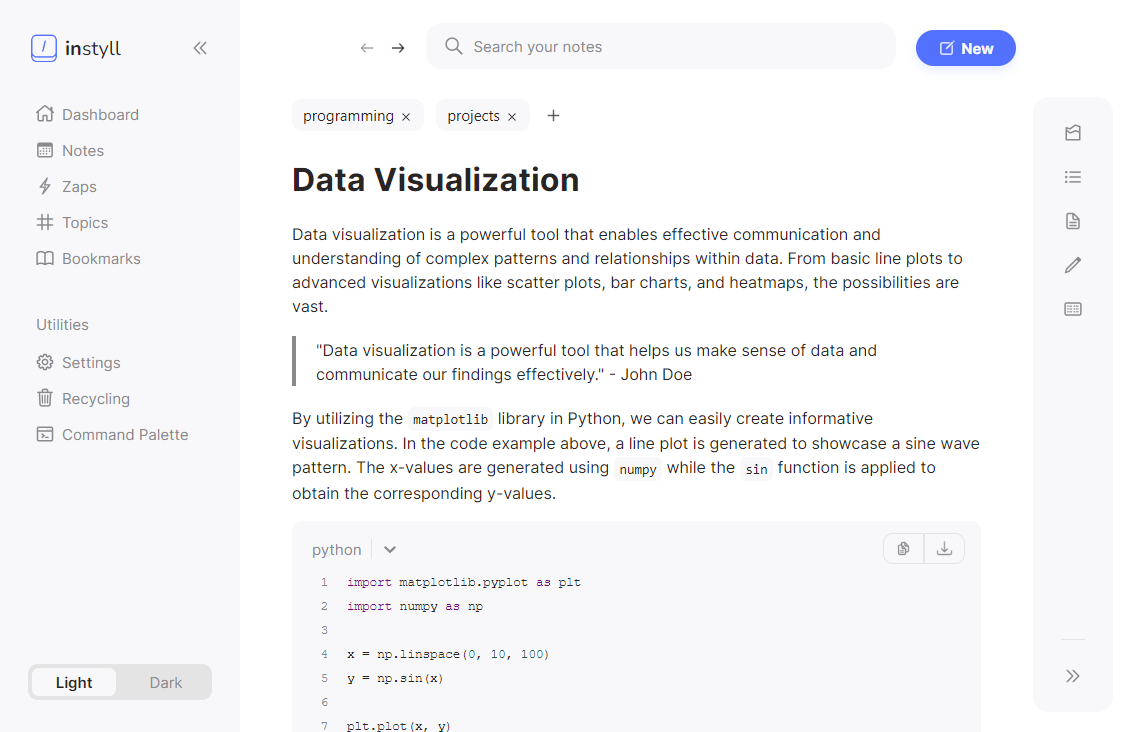 instyll
Search your notes
New
Dashboard
Notes
Zaps
Topics
Bookmarks
Utilities
Settings
Recycling
Command Palette
Light
Dark
programming ×
projects ×
+
Data Visualization
Data visualization is a powerful tool that enables effective communication and
understanding of complex patterns and relationships within data. From basic line plots to
advanced visualizations like scatter plots, bar charts, and heatmaps, the possibilities are
vast.
"Data visualization is a powerful tool that helps us make sense of data and
communicate our findings effectively." - John Doe
By utilizing the matplotlib library in Python, we can easily create informative
visualizations. In the code example above, a line plot is generated to showcase a sine wave
pattern. The x-values are generated using numpy while the sin function is applied to
obtain the corresponding y-values.
python
1 import matplotlib.pyplot as plt
2 import numpy as np
3
4 x = np.linspace(0, 10, 100)
5 y = np.sin(x)
6
7 plt.plot(x, y)